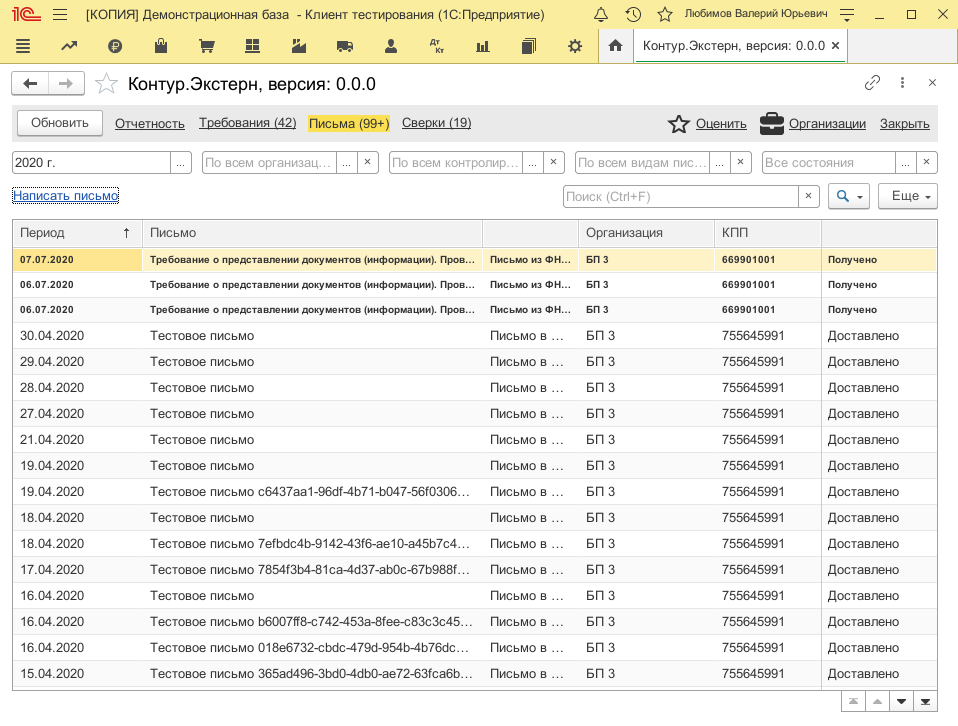 [КОПИЯ] Демонстрационная база - Клиент тестирования (1С:Предприятие) Любимов Валерий Юрьевич
Контур.Экстерн, версия: 0.0.0 ×
Контур.Экстерн, версия: 0.0.0
Обновить Отчетность Требования (42) Письма (99+) Сверки (19) Оценить Организации Закрыть
2020 г. ... По всем организац... ... × По всем контролир... ... × По всем видам пис... ... × Все состояния ... ×
Написать письмо Поиск (Ctrl+F) × Еще
Период ↑ Письмо Организация КПП
07.07.2020 Требование о представлении документов (информации). Пров... Письмо из ФН... БП 3 669901001 Получено
06.07.2020 Требование о представлении документов (информации). Пров... Письмо из ФН... БП 3 669901001 Получено
06.07.2020 Требование о представлении документов (информации). Пров... Письмо из ФН... БП 3 669901001 Получено
30.04.2020 Тестовое письмо Письмо в ... БП 3 755645991 Доставлено
29.04.2020 Тестовое письмо Письмо в ... БП 3 755645991 Доставлено
28.04.2020 Тестовое письмо Письмо в ... БП 3 755645991 Доставлено
27.04.2020 Тестовое письмо Письмо в ... БП 3 755645991 Доставлено
21.04.2020 Тестовое письмо Письмо в ... БП 3 755645991 Доставлено
19.04.2020 Тестовое письмо Письмо в ... БП 3 755645991 Доставлено
19.04.2020 Тестовое письмо c6437aa1-96df-4b71-b047-56f0306... Письмо в ... БП 3 755645991 Доставлено
18.04.2020 Тестовое письмо Письмо в ... БП 3 755645991 Доставлено
18.04.2020 Тестовое письмо 7efbdc4b-9142-43f6-ae10-a45b7c4... Письмо в ... БП 3 755645991 Доставлено
17.04.2020 Тестовое письмо 7854f3b4-81ca-4d37-ab0c-67b988f... Письмо в ... БП 3 755645991 Доставлено
16.04.2020 Тестовое письмо Письмо в ... БП 3 755645991 Доставлено
16.04.2020 Тестовое письмо b6007ff8-c742-453a-8fee-c83c3c45... Письмо в ... БП 3 755645991 Доставлено
16.04.2020 Тестовое письмо 018e6732-cbdc-479d-954b-4b76dc... Письмо в ... БП 3 755645991 Доставлено
15.04.2020 Тестовое письмо 365ad496-3bd0-4db0-ae72-63fca6b... Письмо в ... БП 3 755645991 Доставлено